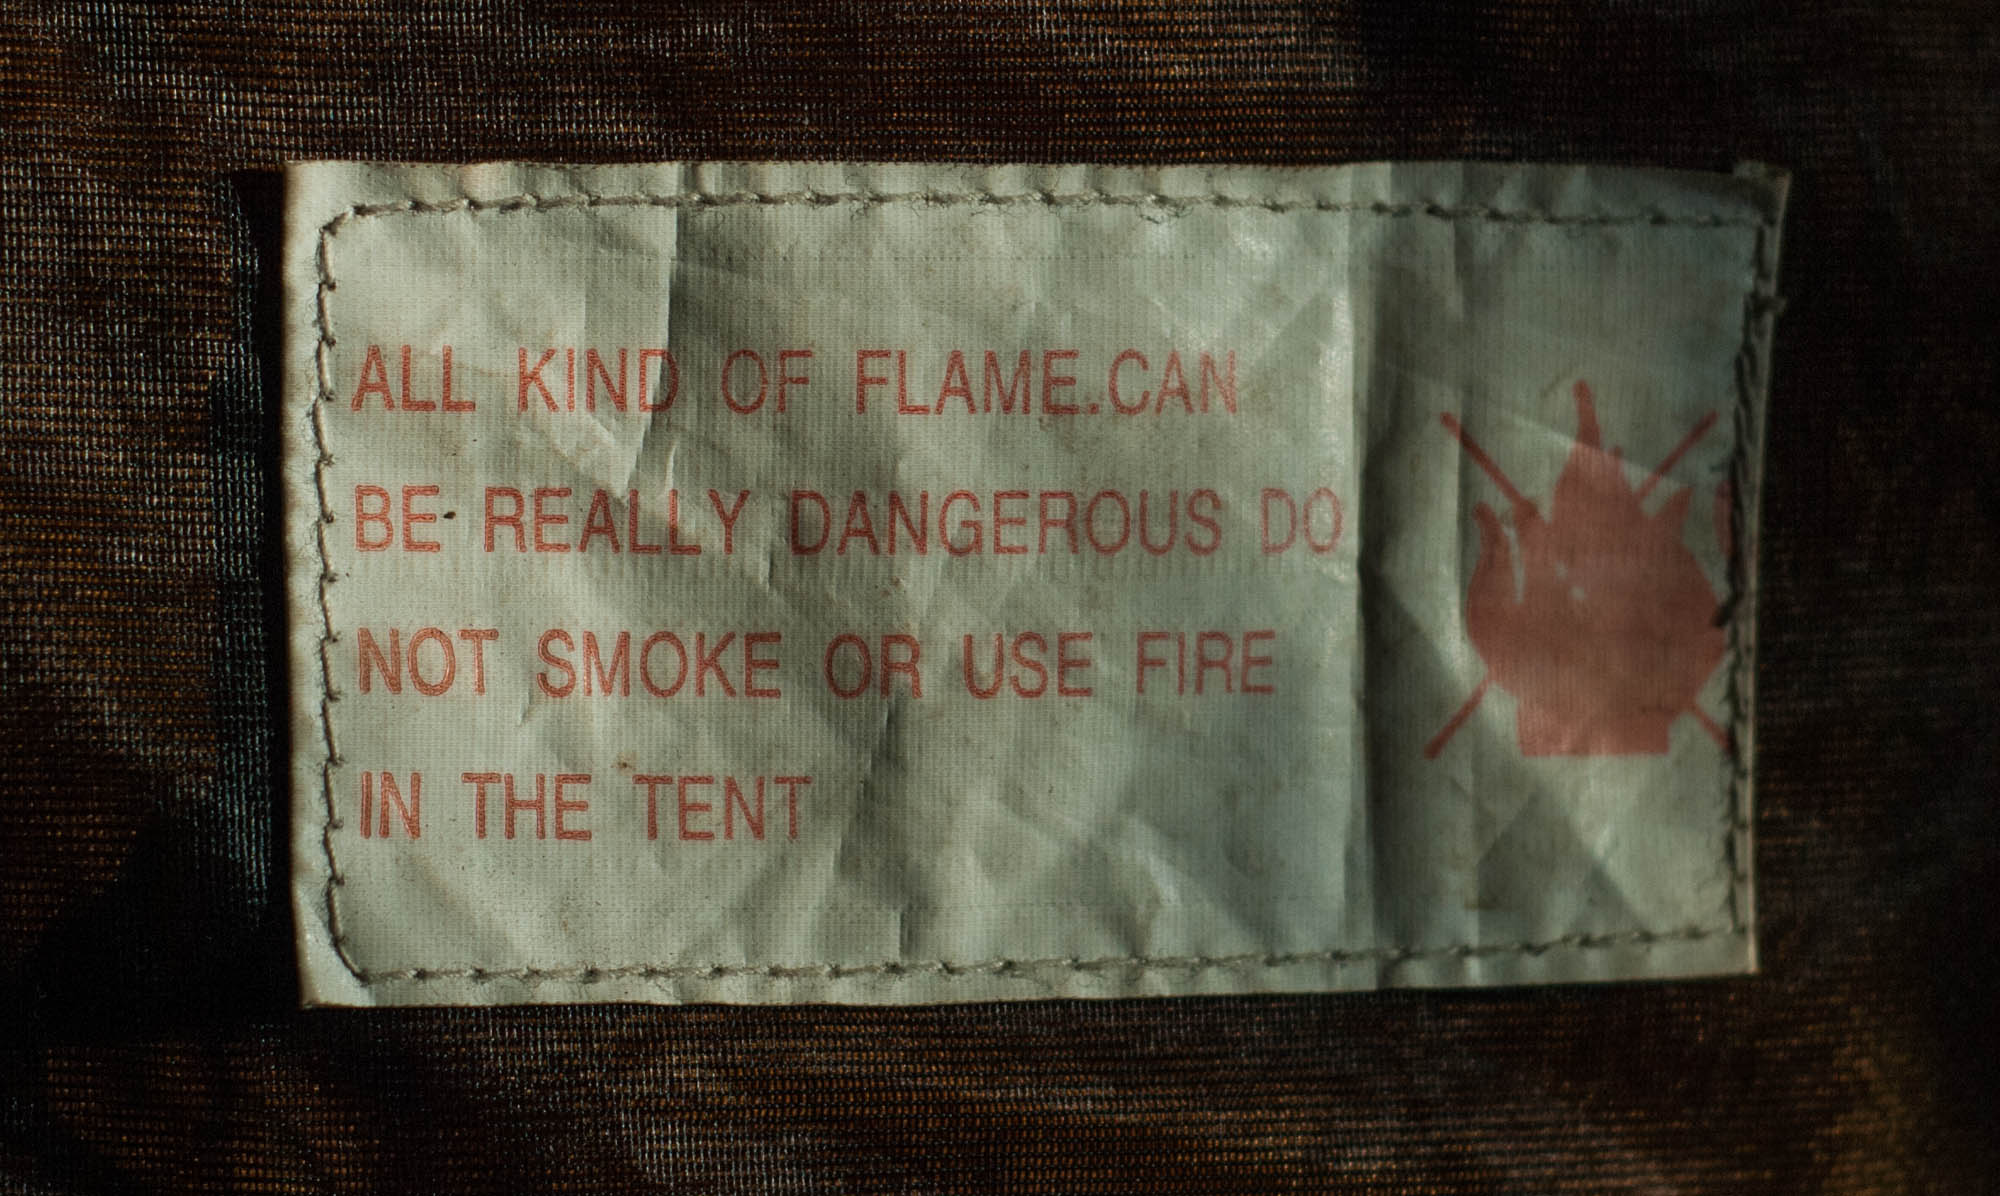 ALL KIND OF FLAME.CAN
BE REALLY DANGEROUS DO
NOT SMOKE OR USE FIRE
IN THE TENT